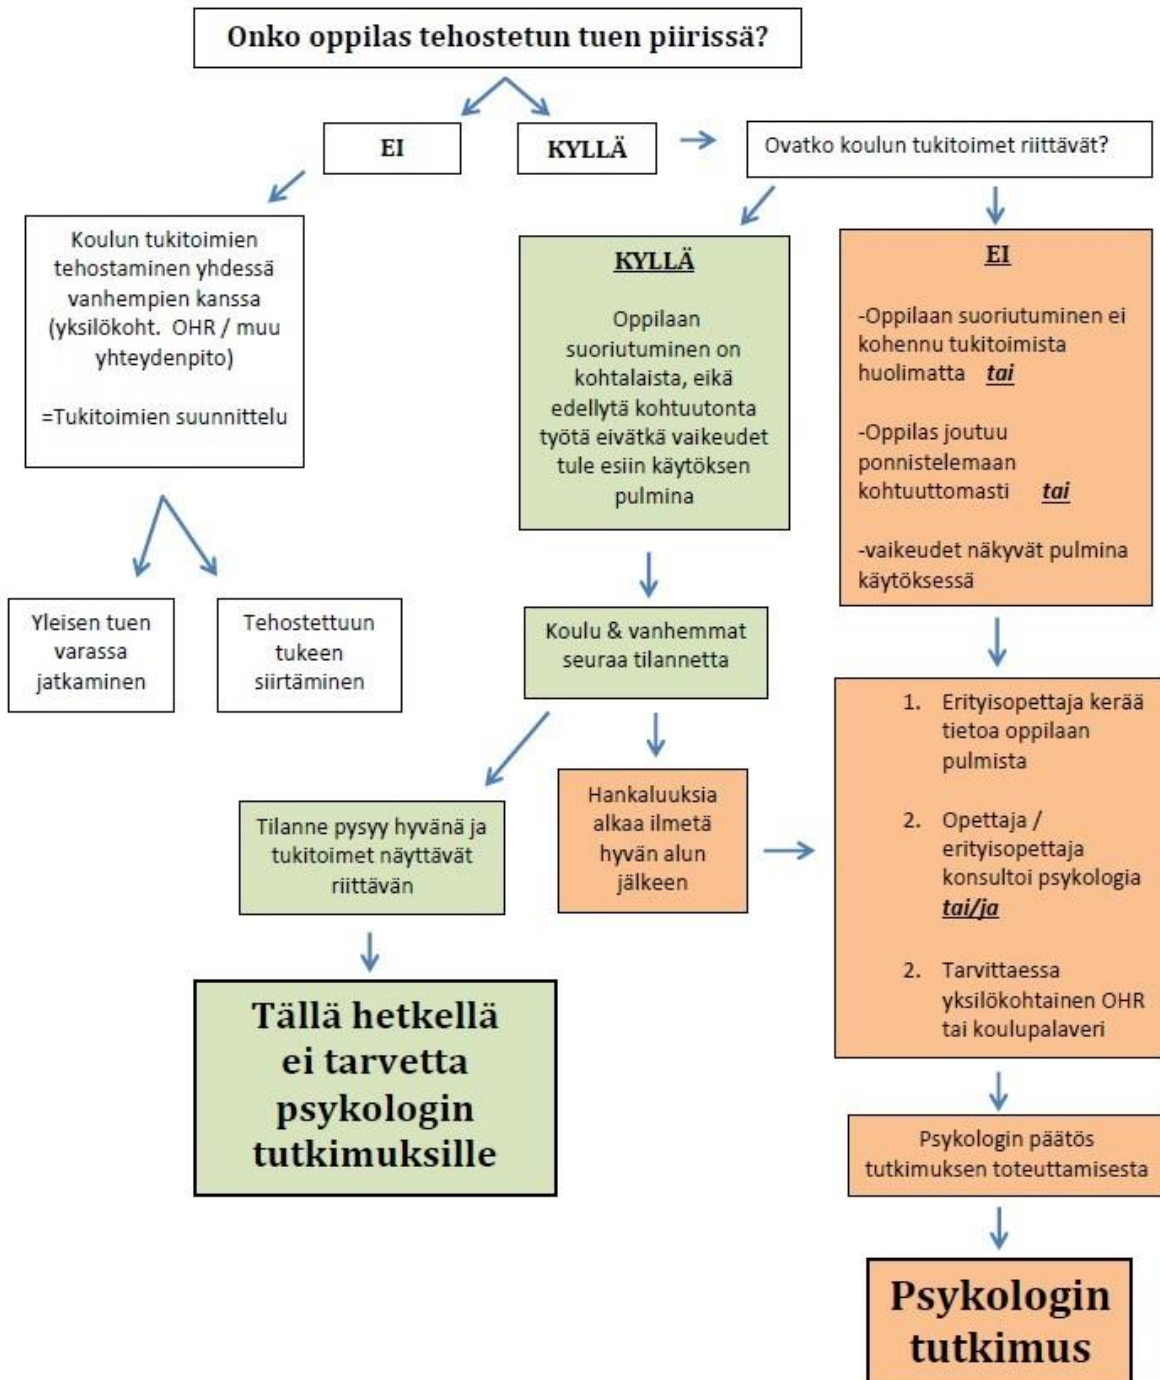 Onko oppilas tehostetun tuen piirissä?
EI
KYLLÄ
Ovatko koulun tukitoimet riittävät?
Koulun tukitoimien
tehostaminen yhdessä
vanhempien kanssa
(yksilökoht. OHR / muu
yhteydenpito)
=Tukitoimien suunnittelu
KYLLÄ
Oppilaan
suoriutuminen on
kohtalaista, eikä
edellytä kohtuutonta
työtä eivätkä vaikeudet
tule esiin käytöksen
pulmina
EI
-Oppilaan suoriutuminen ei
kohennu tukitoimista
huolimatta tai
-Oppilas joutuu
ponnistelemaan
kohtuuttomasti tai
-vaikeudet näkyvät pulmina
käytöksessä
Yleisen tuen
varassa
jatkaminen
Tehostettuun
tukeen
siirtäminen
Koulu & vanhemmat
seuraa tilannetta
Tilanne pysyy hyvänä ja
tukitoimet näyttävät
riittävän
Hankaluuksia
alkaa ilmetä
hyvän alun
jälkeen
1. Erityisopettaja kerää
tietoa oppilaan
pulmista
2. Opettaja /
erityisopettaja
konsultoi psykologia
tai/ja
2. Tarvittaessa
yksilökohtainen OHR
tai koulupalaveri
Tällä hetkellä
ei tarvetta
psykologin
tutkimuksille
Psykologin päätös
tutkimuksen toteuttamisesta
Psykologin
tutkimus